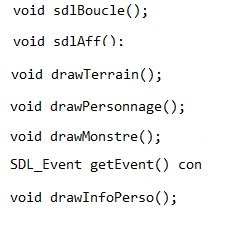 void sdlBoucle();
void sdlAff():
void drawTerrain();
void drawPersonnage();
void drawMonstre();
SDL_Event getEvent() con
void drawInfoPerso();